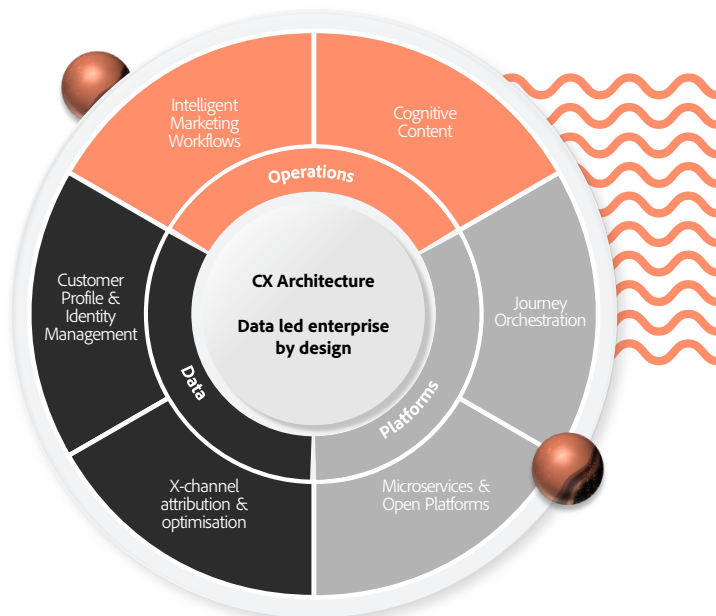 Intelligent
Marketing
Workflows
Cognitive
Content
Operations
Customer
Profile &
Identity
Management
CX Architecture
Data led enterprise
by design
Journey
Orchestration
Data
Platforms
X-channel
attribution &
optimisation
Microservices &
Open Platforms